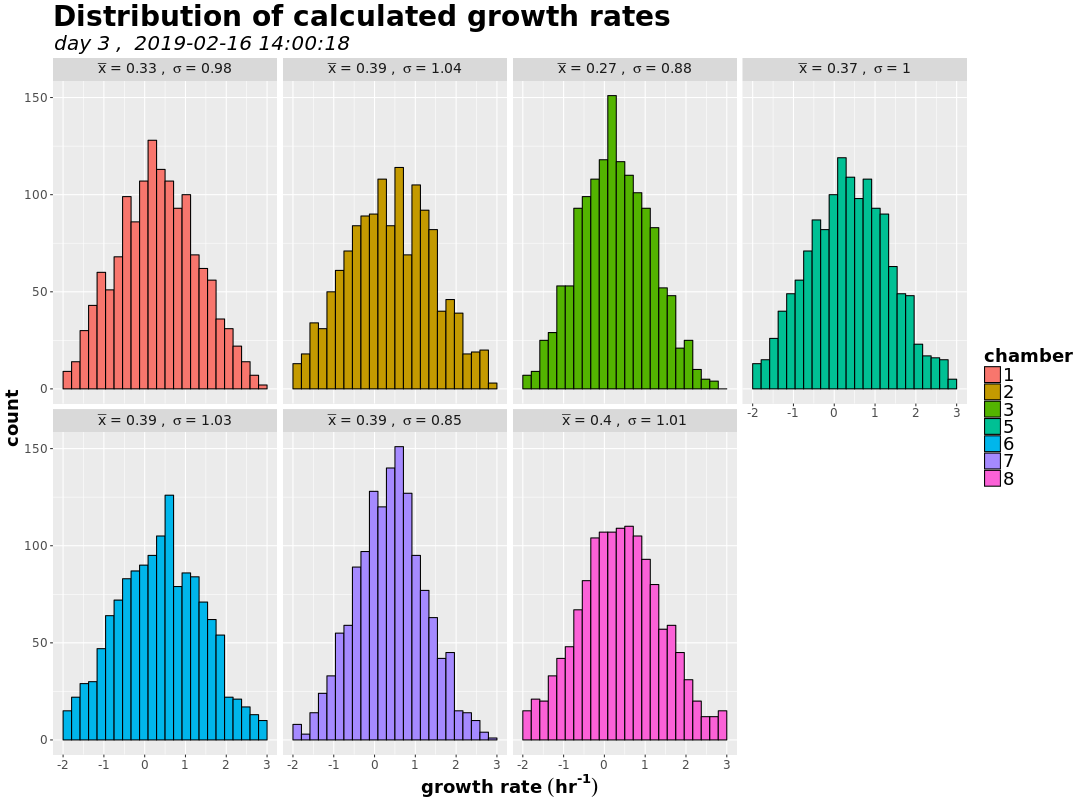 Distribution of calculated growth rates
day 3 , 2019-02-16 14:00:18
x̅ = 0.33 , σ = 0.98
x̅ = 0.39 , σ = 1.04
x̅ = 0.27 , σ = 0.88
x̅ = 0.37 , σ = 1
150
100
50
0
-2 -1 0 1 2 3
x̅ = 0.39 , σ = 1.03
x̅ = 0.39 , σ = 0.85
x̅ = 0.4 , σ = 1.01
150
100
50
0
-2 -1 0 1 2 3
-2 -1 0 1 2 3
-2 -1 0 1 2 3
count
growth rate (hr⁻¹)
chamber
1
2
3
5
6
7
8